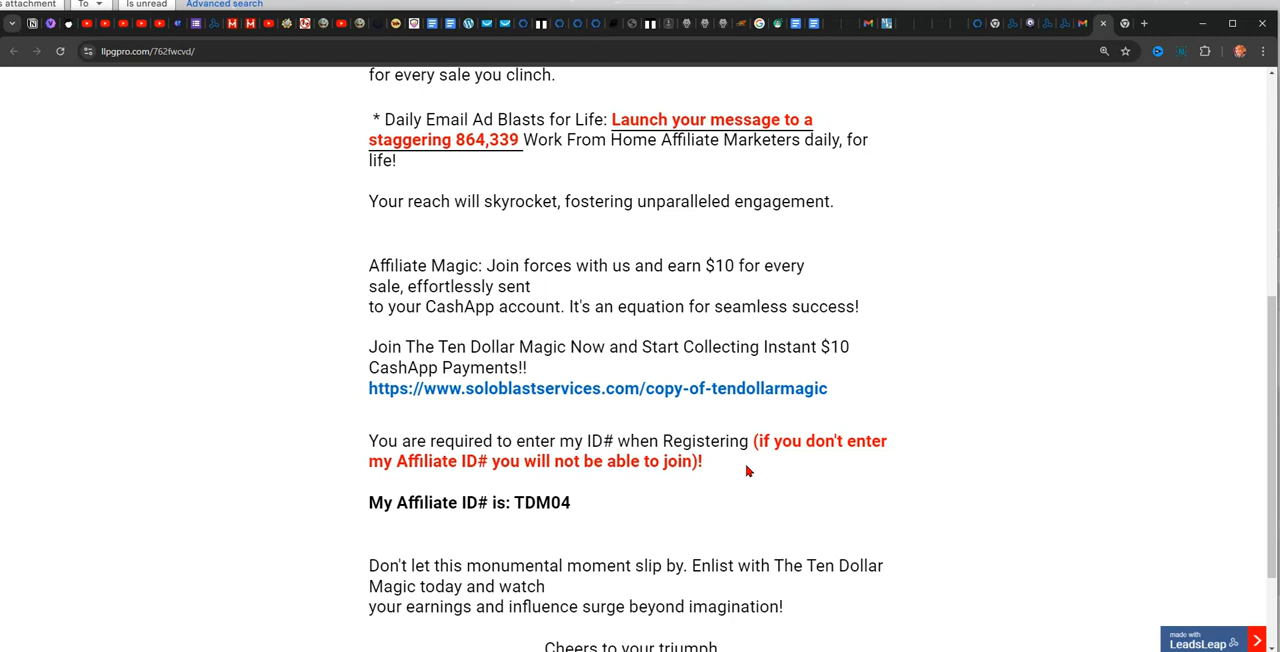 s attachment To Is unread Advanced search
llpgpro.com/762fwcvd/
for every sale you clinch.
* Daily Email Ad Blasts for Life: Launch your message to a
staggering 864,339 Work From Home Affiliate Marketers daily, for
life!
Your reach will skyrocket, fostering unparalleled engagement.
Affiliate Magic: Join forces with us and earn $10 for every
sale, effortlessly sent
to your CashApp account. It's an equation for seamless success!
Join The Ten Dollar Magic Now and Start Collecting Instant $10
CashApp Payments!!
https://www.soloblastservices.com/copy-of-tendollarmagic
You are required to enter my ID# when Registering (if you don't enter
my Affiliate ID# you will not be able to join)!
My Affiliate ID# is: TDM04
Don't let this monumental moment slip by. Enlist with The Ten Dollar
Magic today and watch
your earnings and influence surge beyond imagination!
Cheers to your triumph
made with
LeadsLeap